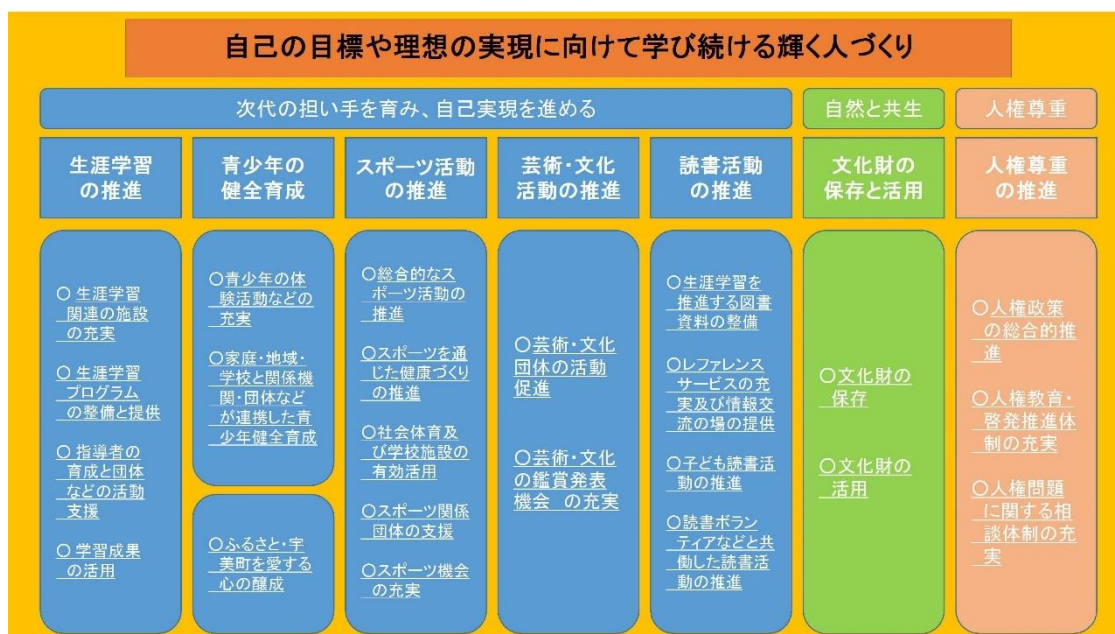 自己の目標や理想の実現に向けて学び続ける輝く人づくり
次代の担い手を育み、自己実現を進める
自然と共生
人権尊重
生涯学習
の推進
青少年の
健全育成
スポーツ活動
の推進
芸術・文化
活動の推進
読書活動
の推進
文化財の
保存と活用
人権尊重
の推進
〇 生涯学習
関連の施設
の充実
〇 生涯学習
プログラム
の整備と提供
〇 指導者の
育成と団体
などの活動
支援
〇 学習成果
の活用
〇青少年の体
験活動などの
充実
〇家庭・地域・
学校と関係機
関・団体など
が連携した青
少年健全育成
〇ふるさと・宇
美町を愛する
心の醸成
〇総合的なス
ポーツ活動の
推進
〇スポーツを通
じた健康づくり
の推進
〇社会体育及
び学校施設の
有効活用
〇スポーツ関係
団体の支援
〇スポーツ機会
の充実
〇芸術・文化
団体の活動
促進
〇芸術・文化
の鑑賞発表
機会 の充実
〇生涯学習を
推進する図書
資料の整備
〇レファレンス
サービスの充
実及び情報交
流の場の提供
〇子ども読書活
動の推進
〇読書ボラン
ティアなどと共
働した読書活
動の推進
〇文化財の
保存
〇文化財の
活用
〇人権政策
の総合的推
進
〇人権教育・
啓発推進体
制の充実
〇人権問題
に関する相
談体制の充
実